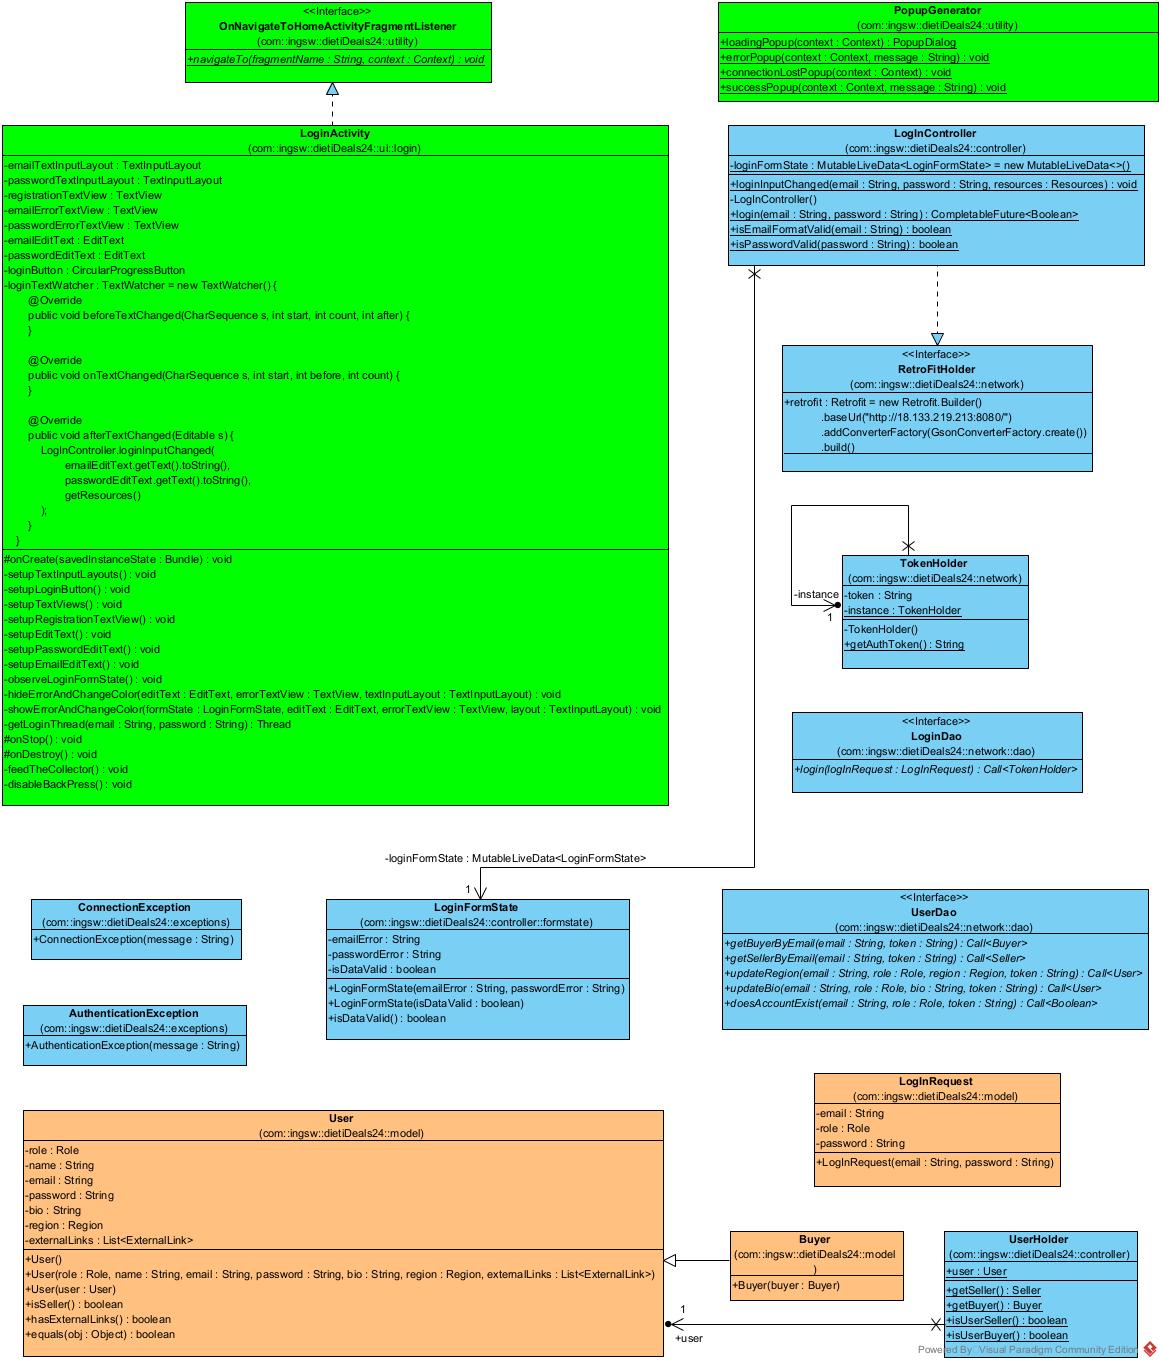 <<Interface>>
OnNavigateToHomeActivityFragmentListener
(com::ingsw::dietiDeals24::utility)
+navigateTo(fragmentName : String, context : Context) : void
PopupGenerator
(com::ingsw::dietiDeals24::utility)
+loadingPopup(context : Context) : PopupDialog
+errorPopup(context : Context, message : String) : void
+connectionLostPopup(context : Context) : void
+successPopup(context : Context, message : String) : void
LoginActivity
(com::ingsw::dietiDeals24::ui::login)
-emailTextInputLayout : TextInputLayout
-passwordTextInputLayout : TextInputLayout
-registrationTextView : TextView
-emailErrorTextView : TextView
-passwordErrorTextView : TextView
-emailEditText : EditText
-passwordEditText : EditText
-loginButton : CircularProgressButton
-loginTextWatcher : TextWatcher = new TextWatcher() {
@Override
public void beforeTextChanged(CharSequence s, int start, int count, int after) {
}
@Override
public void onTextChanged(CharSequence s, int start, int before, int count) {
}
@Override
public void afterTextChanged(Editable s) {
LogInController.loginInputChanged(
emailEditText.getText().toString(),
passwordEditText.getText().toString(),
getResources()
);
}
}
#onCreate(savedInstanceState : Bundle) : void
-setupTextInputLayouts() : void
-setupLoginButton() : void
-setupTextViews() : void
-setupRegistrationTextView() : void
-setupEditText() : void
-setupPasswordEditText() : void
-setupEmailEditText() : void
-observeLoginFormState() : void
-hideErrorAndChangeColor(editText : EditText, errorTextView : TextView, textInputLayout : TextInputLayout) : void
-showErrorAndChangeColor(formState : LoginFormState, editText : EditText, errorTextView : TextView, layout : TextInputLayout) : void
-getLoginThread(email : String, password : String) : Thread
#onStop() : void
#onDestroy() : void
-feedTheCollector() : void
-disableBackPress() : void
LogInController
(com::ingsw::dietiDeals24::controller)
-loginFormState : MutableLiveData<LoginFormState> = new MutableLiveData<>()
+loginInputChanged(email : String, password : String, resources : Resources) : void
-LogInController()
+login(email : String, password : String) : CompletableFuture<Boolean>
+isEmailFormatValid(email : String) : boolean
+isPasswordValid(password : String) : boolean
<<Interface>>
RetroFitHolder
(com::ingsw::dietiDeals24::network)
+retrofit : Retrofit = new Retrofit.Builder()
.baseUrl("http://18.133.219.213:8080/")
.addConverterFactory(GsonConverterFactory.create())
.build()
TokenHolder
(com::ingsw::dietiDeals24::network)
-token : String
-instance : TokenHolder
-TokenHolder()
+getAuthToken() : String
-instance
1
<<Interface>>
LoginDao
(com::ingsw::dietiDeals24::network::dao)
+login(logInRequest : LogInRequest) : Call<TokenHolder>
-loginFormState : MutableLiveData<LoginFormState>
1
ConnectionException
(com::ingsw::dietiDeals24::exceptions)
+ConnectionException(message : String)
LoginFormState
(com::ingsw::dietiDeals24::controller::formstate)
-emailError : String
-passwordError : String
-isDataValid : boolean
+LoginFormState(emailError : String, passwordError : String)
+LoginFormState(isDataValid : boolean)
+isDataValid() : boolean
<<Interface>>
UserDao
(com::ingsw::dietiDeals24::network::dao)
+getBuyerByEmail(email : String, token : String) : Call<Buyer>
+getSellerByEmail(email : String, token : String) : Call<Seller>
+updateRegion(email : String, role : Role, region : Region, token : String) : Call<User>
+updateBio(email : String, role : Role, bio : String, token : String) : Call<User>
+doesAccountExist(email : String, role : Role, token : String) : Call<Boolean>
AuthenticationException
(com::ingsw::dietiDeals24::exceptions)
+AuthenticationException(message : String)
LogInRequest
(com::ingsw::dietiDeals24::model)
-email : String
-role : Role
-password : String
+LogInRequest(email : String, password : String)
User
(com::ingsw::dietiDeals24::model)
-role : Role
-name : String
-email : String
-password : String
-bio : String
-region : Region
-externalLinks : List<ExternalLink>
+User()
+User(role : Role, name : String, email : String, password : String, bio : String, region : Region, externalLinks : List<ExternalLink>)
+User(user : User)
+isSeller() : boolean
+hasExternalLinks() : boolean
+equals(obj : Object) : boolean
Buyer
(com::ingsw::dietiDeals24::model
)
+Buyer(buyer : Buyer)
UserHolder
(com::ingsw::dietiDeals24::controller)
+user : User
+getSeller() : Seller
+getBuyer() : Buyer
+isUserSeller() : boolean
+isUserBuyer() : boolean
1
+user
Powered By Visual Paradigm Community Edition